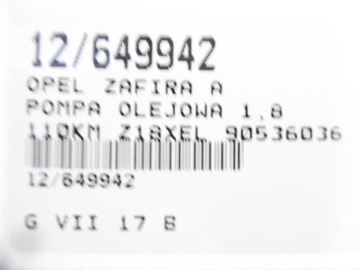 12/649942
OPEL ZAFIRA A
POMPA OLEJOWA 1,8
110KM Z18XEL 90536036
12/649942
G VII 17 B